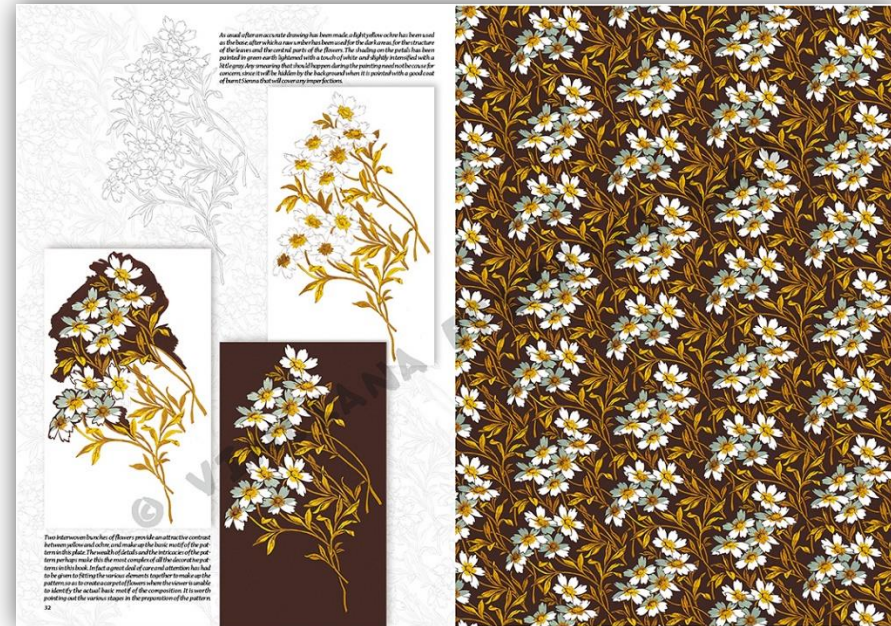 As usual after an accurate drawing has been made, a light yellow ochre has been used
as the base, after which a raw umber has been used for the dark areas, for the structure
of the leaves and the central parts of the flowers. The shading on the petals has been
painted in green earth lightened with a touch of white and slightly intensified with a
little gray. Any smearing that should happen during the painting need not be cause for
concern, since it will be hidden by the background when it is painted with a good coat
of burnt Sienna that will cover any imperfections.
Two interwoven bunches of flowers provide an attractive contrast
between yellow and ochre, and make up the basic motif of the pat-
tern in this plate. The wealth of details and the intricacies of the pat-
tern perhaps make this the most complex of all the decorative pat-
terns in this book. In fact a great deal of care and attention has had
to be given to fitting the various elements together to make up the
pattern, so as to create a carpet of flowers where the viewer is unable
to identify the actual basic motif of the composition. It is worth
pointing out the various stages in the preparation of the pattern.
32
©